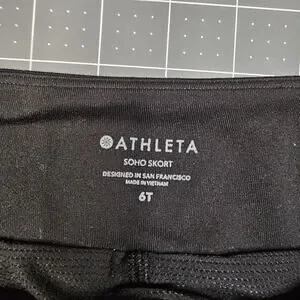 ATHLETA
SOHO SKORT
DESIGNED IN SAN FRANCISCO
MADE IN VIETNAM
6T